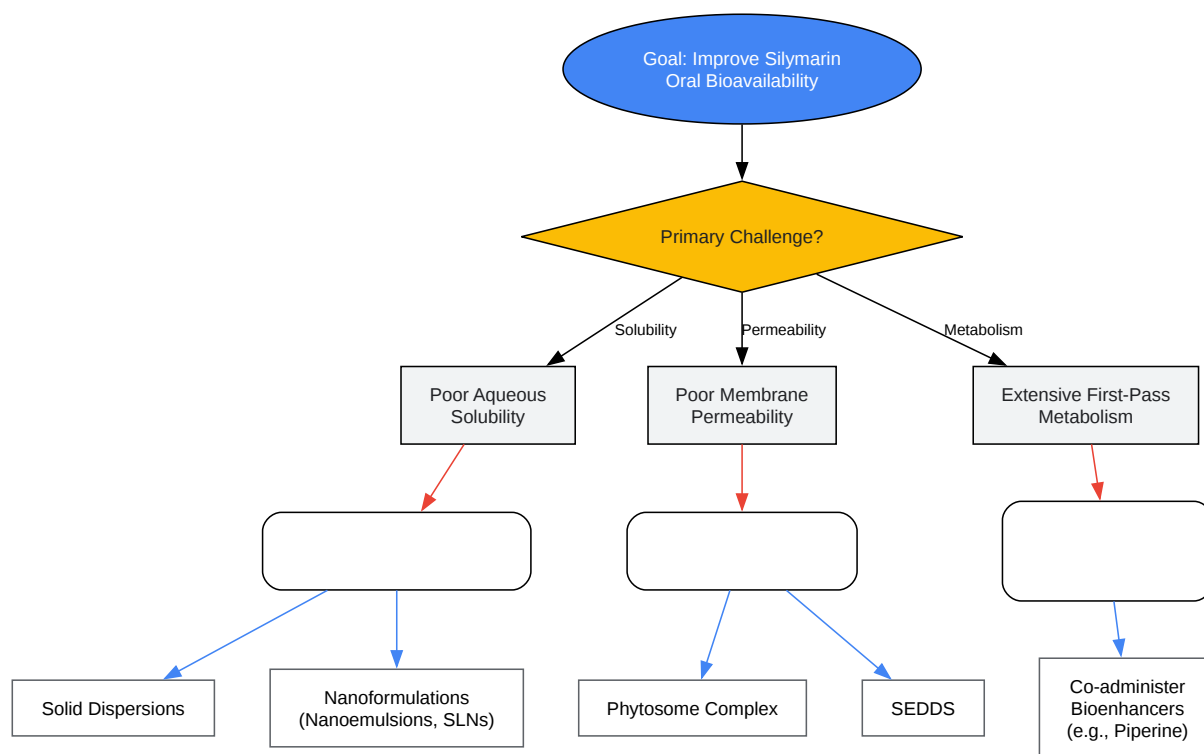 Goal: Improve Silymarin
Oral Bioavailability
Primary Challenge?
Solubility
Permeability
Metabolism
Poor Aqueous
Solubility
Poor Membrane
Permeability
Extensive First-Pass
Metabolism
Solid Dispersions
Nanoformulations
(Nanoemulsions, SLNs)
Phytosome Complex
SEDDS
Co-administer
Bioenhancers
(e.g., Piperine)